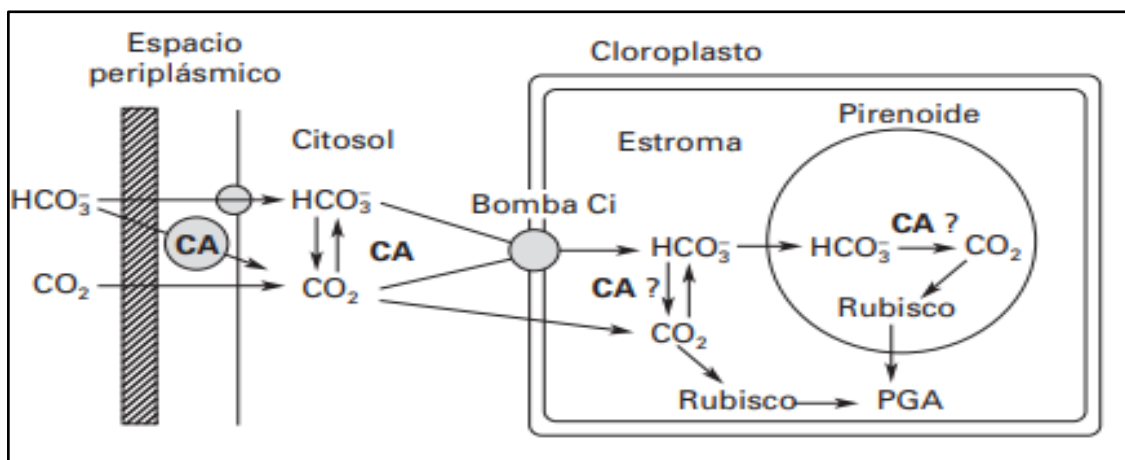 Espacio
periplásmico
Cloroplasto
Citosol
Estroma
Pirenoide
HCO₃⁻
HCO₃⁻
Bomba Ci
CA
CA
HCO₃⁻
HCO₃⁻
CA ?
CO₂
CO₂
CO₂
CA ?
Rubisco
CO₂
Rubisco
PGA